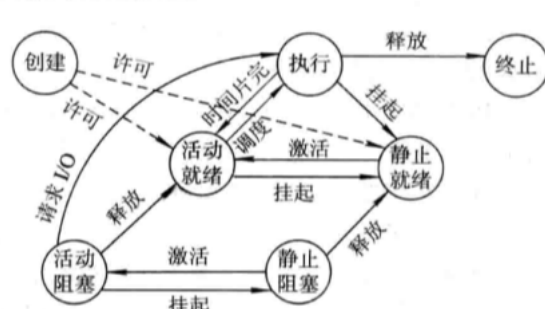 创建
许可
许可
执行
释放
终止
时间片完
调度
挂起
活动
就绪
激活
挂起
静止
就绪
请求 I/O
释放
释放
活动
阻塞
激活
挂起
静止
阻塞